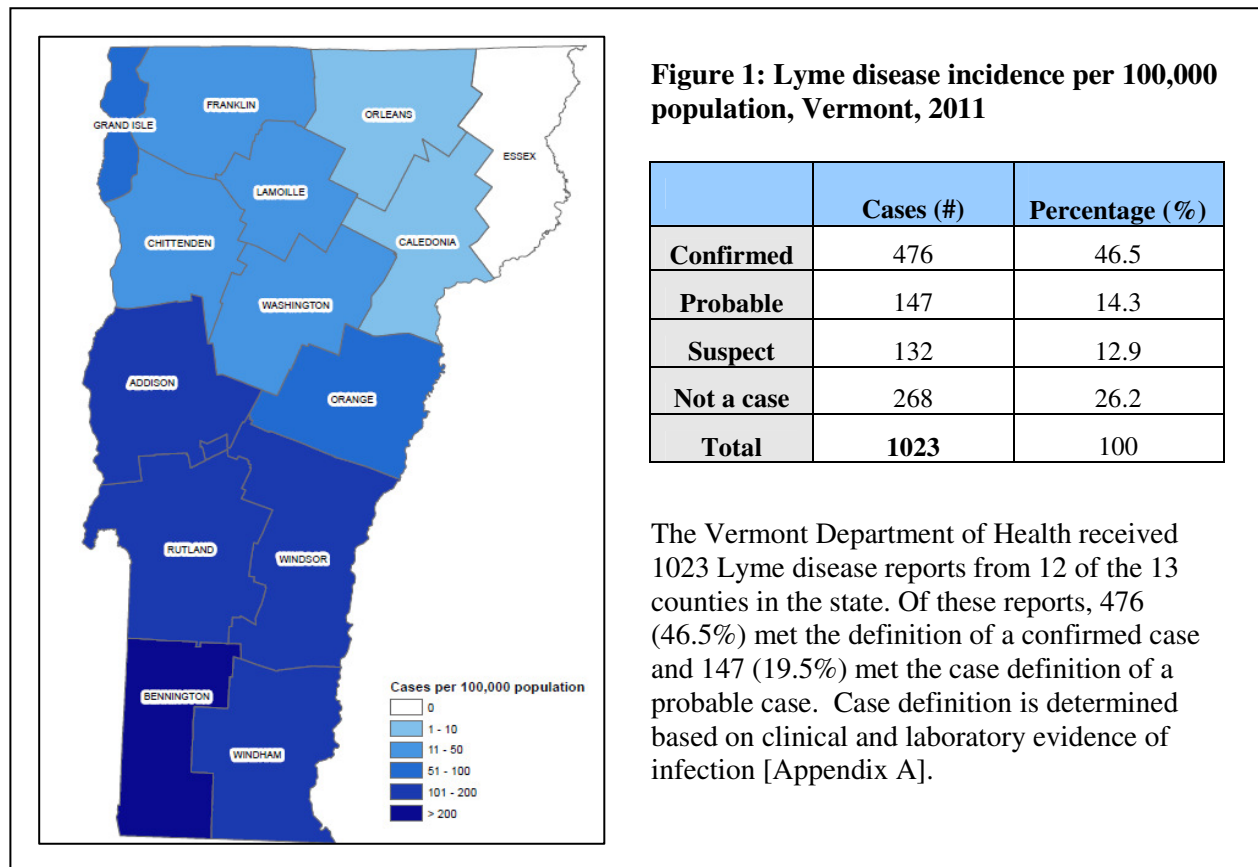 FRANKLIN
ORLEANS
GRAND ISLE
ESSEX
LAMOILLE
CHITTENDEN
CALEDONIA
WASHINGTON
ADDISON
ORANGE
RUTLAND
WINDSOR
BENNINGTON
WINDHAM
Cases per 100,000 population
0
1 - 10
11 - 50
51 - 100
101 - 200
> 200
Figure 1: Lyme disease incidence per 100,000
population, Vermont, 2011
Cases (#) Percentage (%)
Confirmed 476 46.5
Probable 147 14.3
Suspect 132 12.9
Not a case 268 26.2
Total 1023 100
The Vermont Department of Health received
1023 Lyme disease reports from 12 of the 13
counties in the state. Of these reports, 476
(46.5%) met the definition of a confirmed case
and 147 (19.5%) met the case definition of a
probable case.  Case definition is determined
based on clinical and laboratory evidence of
infection [Appendix A].